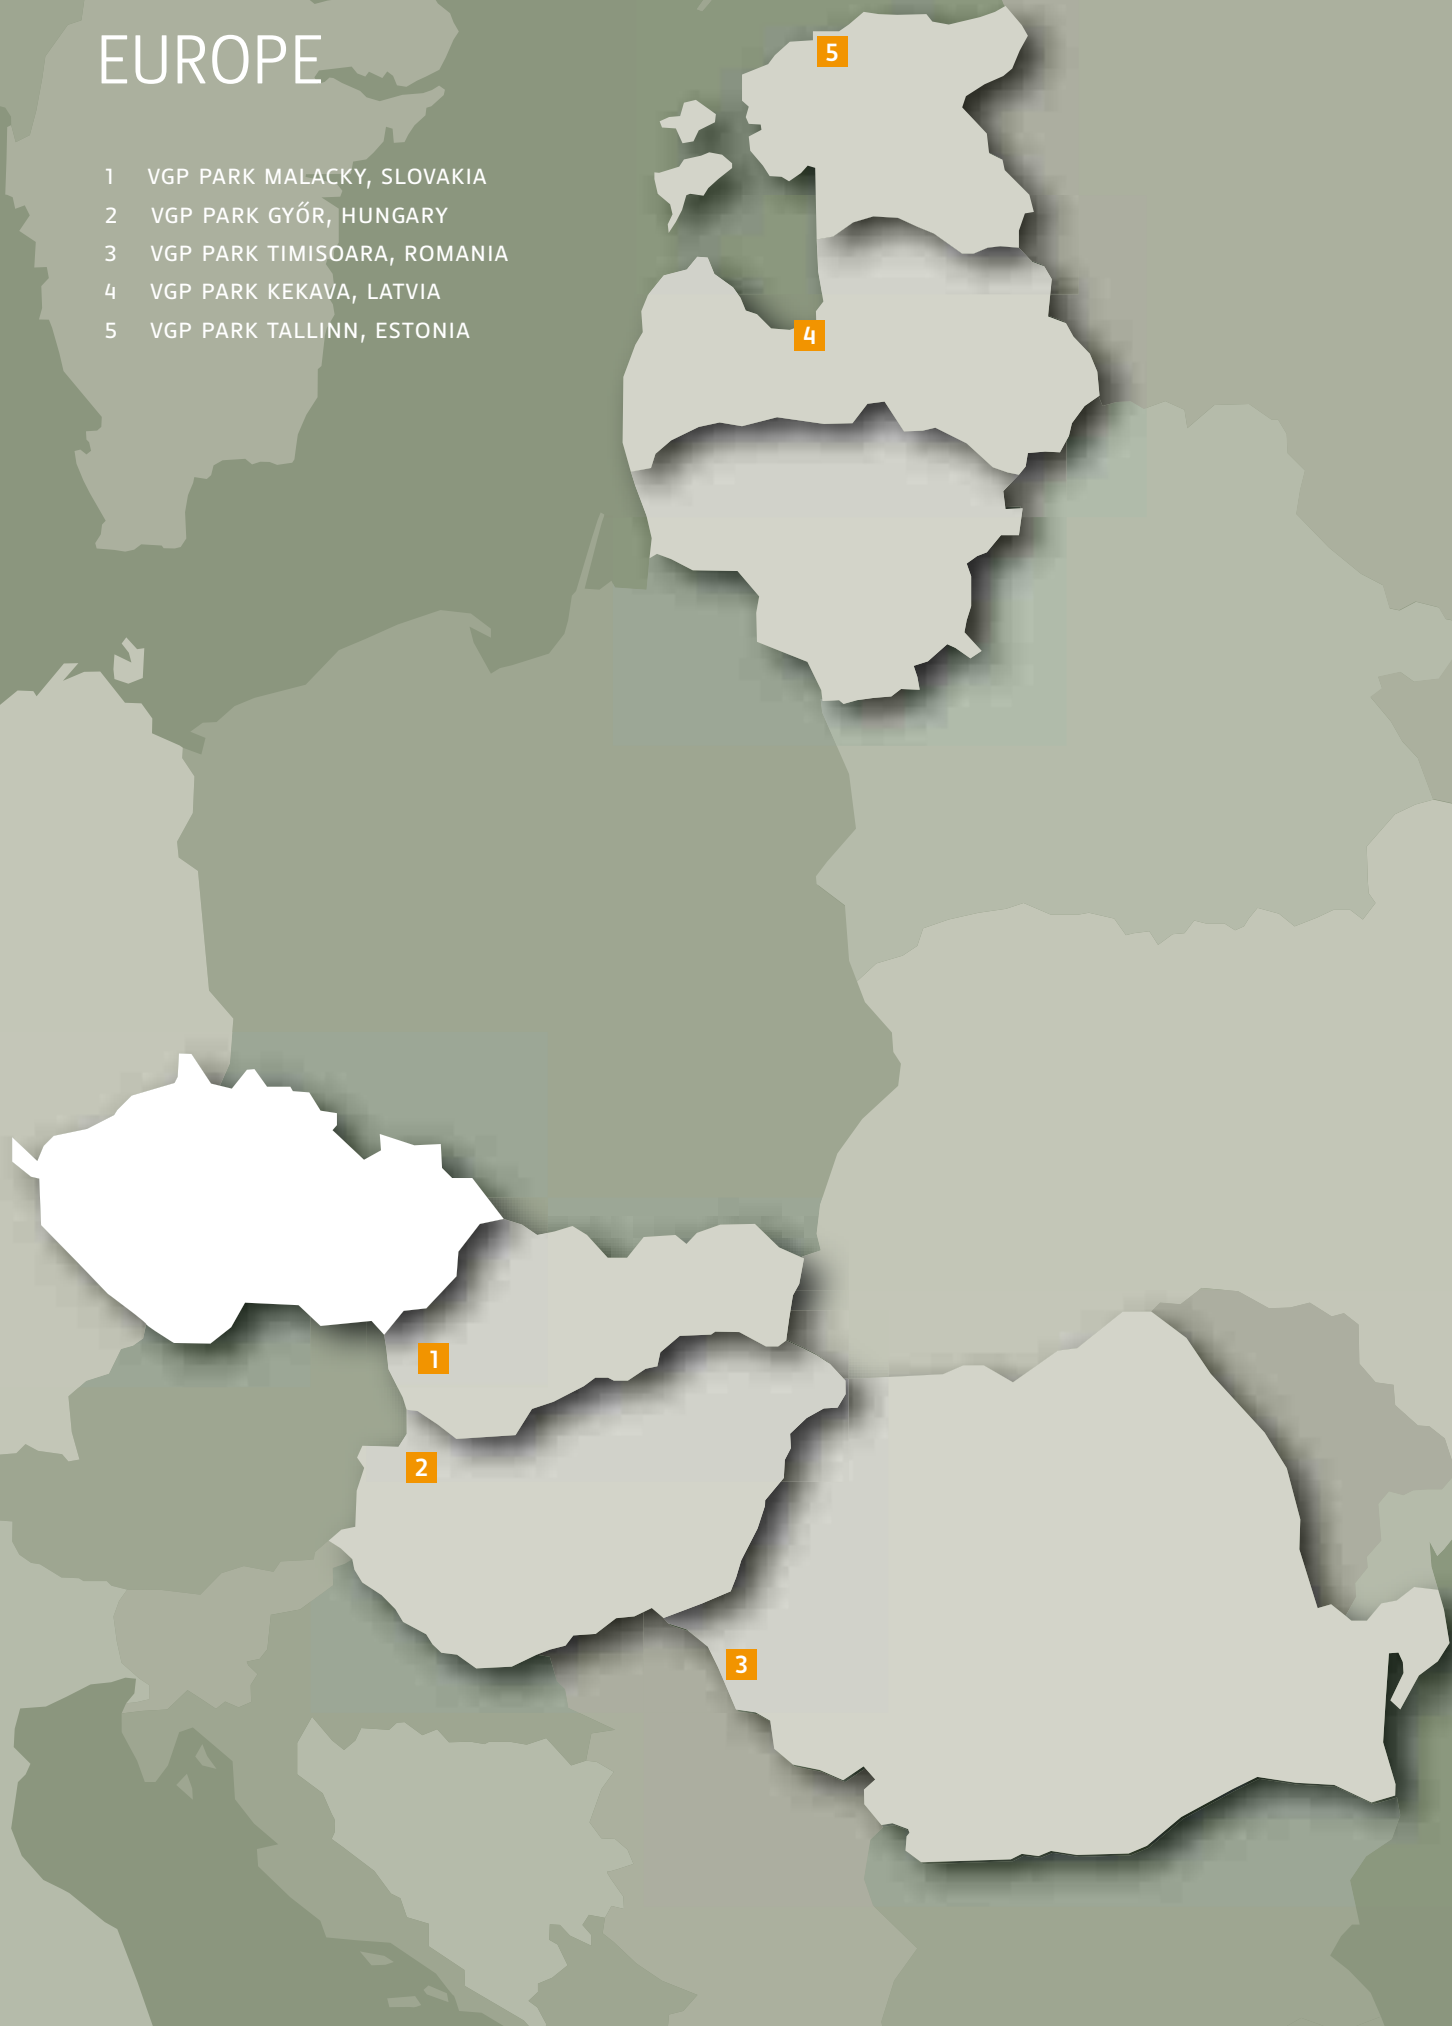 EUROPE
1 VGP PARK MALACKY, SLOVAKIA
2 VGP PARK GYŐR, HUNGARY
3 VGP PARK TIMISOARA, ROMANIA
4 VGP PARK KEKAVA, LATVIA
5 VGP PARK TALLINN, ESTONIA
5
4
1
2
3